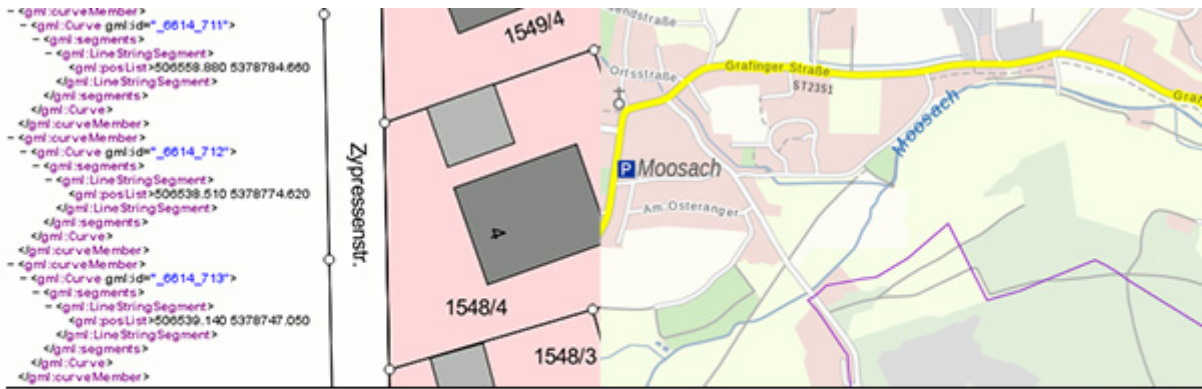 - <gml:curveMember>
- <gml:Curve gml:id="_6614_711">
- <gml:segments>
- <gml:LineStringSegment>
<gml:posList>506558.880 5378784.660
</gml:LineStringSegment>
</gml:segments>
</gml:Curve>
</gml:curveMember>
- <gml:curveMember>
- <gml:Curve gml:id="_6614_712">
- <gml:segments>
- <gml:LineStringSegment>
<gml:posList>506538.510 5378774.620
</gml:LineStringSegment>
</gml:segments>
</gml:Curve>
</gml:curveMember>
- <gml:curveMember>
- <gml:Curve gml:id="_6614_713">
- <gml:segments>
- <gml:LineStringSegment>
<gml:posList>506539.140 5378747.050
</gml:LineStringSegment>
</gml:segments>
</gml:Curve>
</gml:curveMember>
Zypressenstr.
1549/4
4
1548/4
1548/3
Ortsstraße
Grafinger Straße
ST2351
Moosach
P Moosach
Am Osteranger